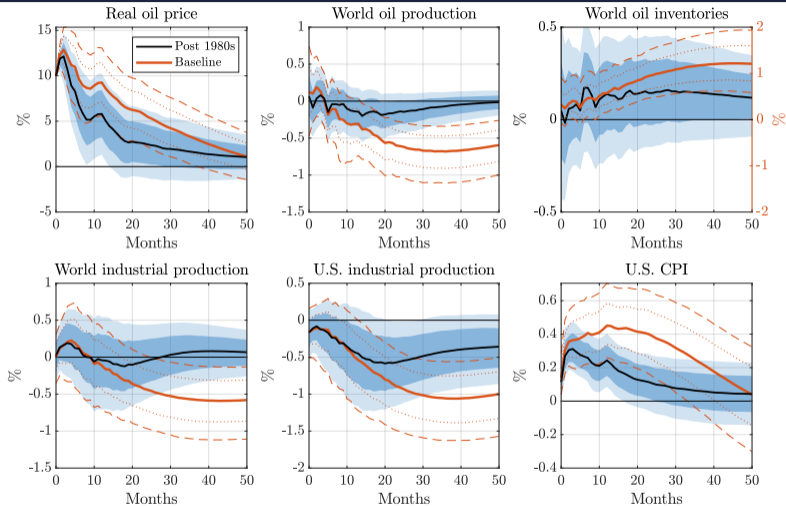 Real oil price
15
10
5
0
-5
0 10 20 30 40 50
Months
%
Post 1980s
Baseline
World oil production
1
0.5
0
-0.5
-1
-1.5
0 10 20 30 40 50
Months
%
World oil inventories
0.5
0
-0.5
2
1
0
-1
-2
0 10 20 30 40 50
Months
%
%
World industrial production
1
0.5
0
-0.5
-1
-1.5
0 10 20 30 40 50
Months
%
U.S. industrial production
0.5
0
-0.5
-1
-1.5
-2
0 10 20 30 40 50
Months
%
U.S. CPI
0.6
0.4
0.2
0
-0.2
-0.4
0 10 20 30 40 50
Months
%